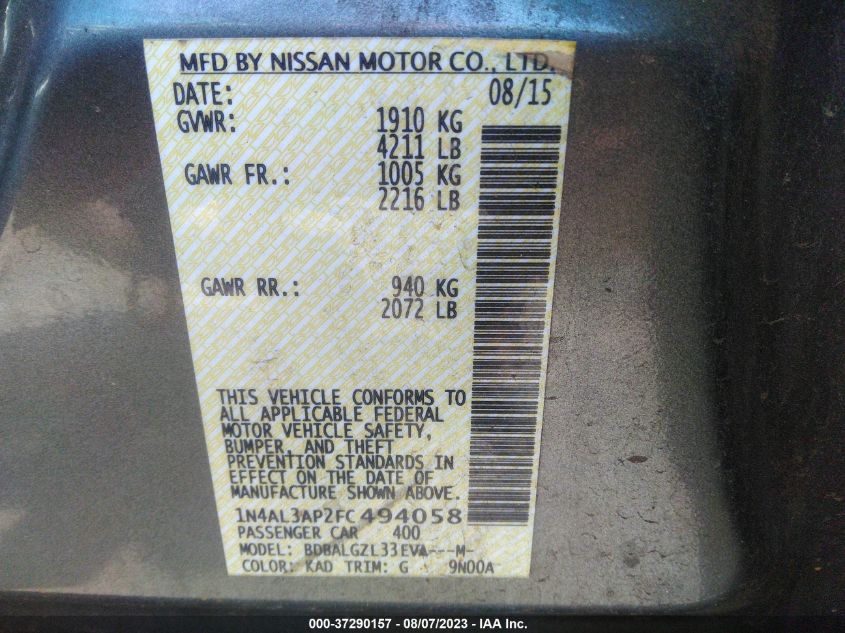 MFD BY NISSAN MOTOR CO., LTD.
DATE: 08/15
GVWR: 1910 KG
4211 LB
GAWR FR.: 1005 KG
2216 LB
GAWR RR.: 940 KG
2072 LB
THIS VEHICLE CONFORMS TO
ALL APPLICABLE FEDERAL
MOTOR VEHICLE SAFETY,
BUMPER, AND THEFT
PREVENTION STANDARDS IN
EFFECT ON THE DATE OF
MANUFACTURE SHOWN ABOVE.
1N4AL3AP2FC494058
PASSENGER CAR 400
MODEL: BDBALGZL33EVA---M-
COLOR: KAD TRIM: G 9N00A
000-37290157 - 08/07/2023 - IAA Inc.